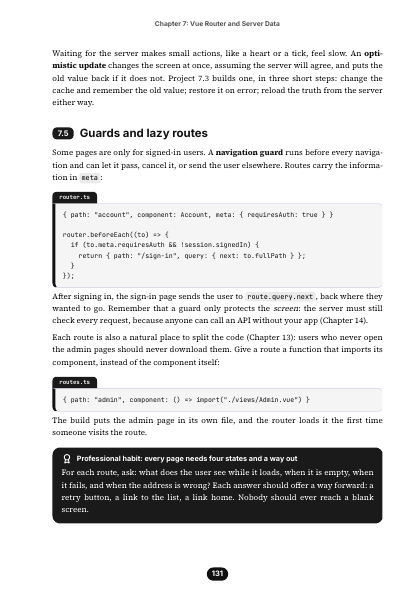 Chapter 7: Vue Router and Server Data
Waiting for the server makes small actions, like a heart or a tick, feel slow. An opti-
mistic update changes the screen at once, assuming the server will agree, and puts the
old value back if it does not. Project 7.3 builds one, in three short steps: change the
cache and remember the old value; restore it on error; reload the truth from the server
either way.
7.5 Guards and lazy routes
Some pages are only for signed-in users. A navigation guard runs before every naviga-
tion and can let it pass, cancel it, or send the user elsewhere. Routes carry the informa-
tion in meta:
router.ts
{ path: "account", component: Account, meta: { requiresAuth: true } }
router.beforeEach((to) => {
  if (to.meta.requiresAuth && !session.signedIn) {
    return { path: "/sign-in", query: { next: to.fullPath } };
  }
});
After signing in, the sign-in page sends the user to route.query.next, back where they
wanted to go. Remember that a guard only protects the screen: the server must still
check every request, because anyone can call an API without your app (Chapter 14).
Each route is also a natural place to split the code (Chapter 13): users who never open
the admin pages should never download them. Give a route a function that imports its
component, instead of the component itself:
routes.ts
{ path: "admin", component: () => import("./views/Admin.vue") }
The build puts the admin page in its own file, and the router loads it the first time
someone visits the route.
Professional habit: every page needs four states and a way out
For each route, ask: what does the user see while it loads, when it is empty, when
it fails, and when the address is wrong? Each answer should offer a way forward: a
retry button, a link to the list, a link home. Nobody should ever reach a blank
screen.
131